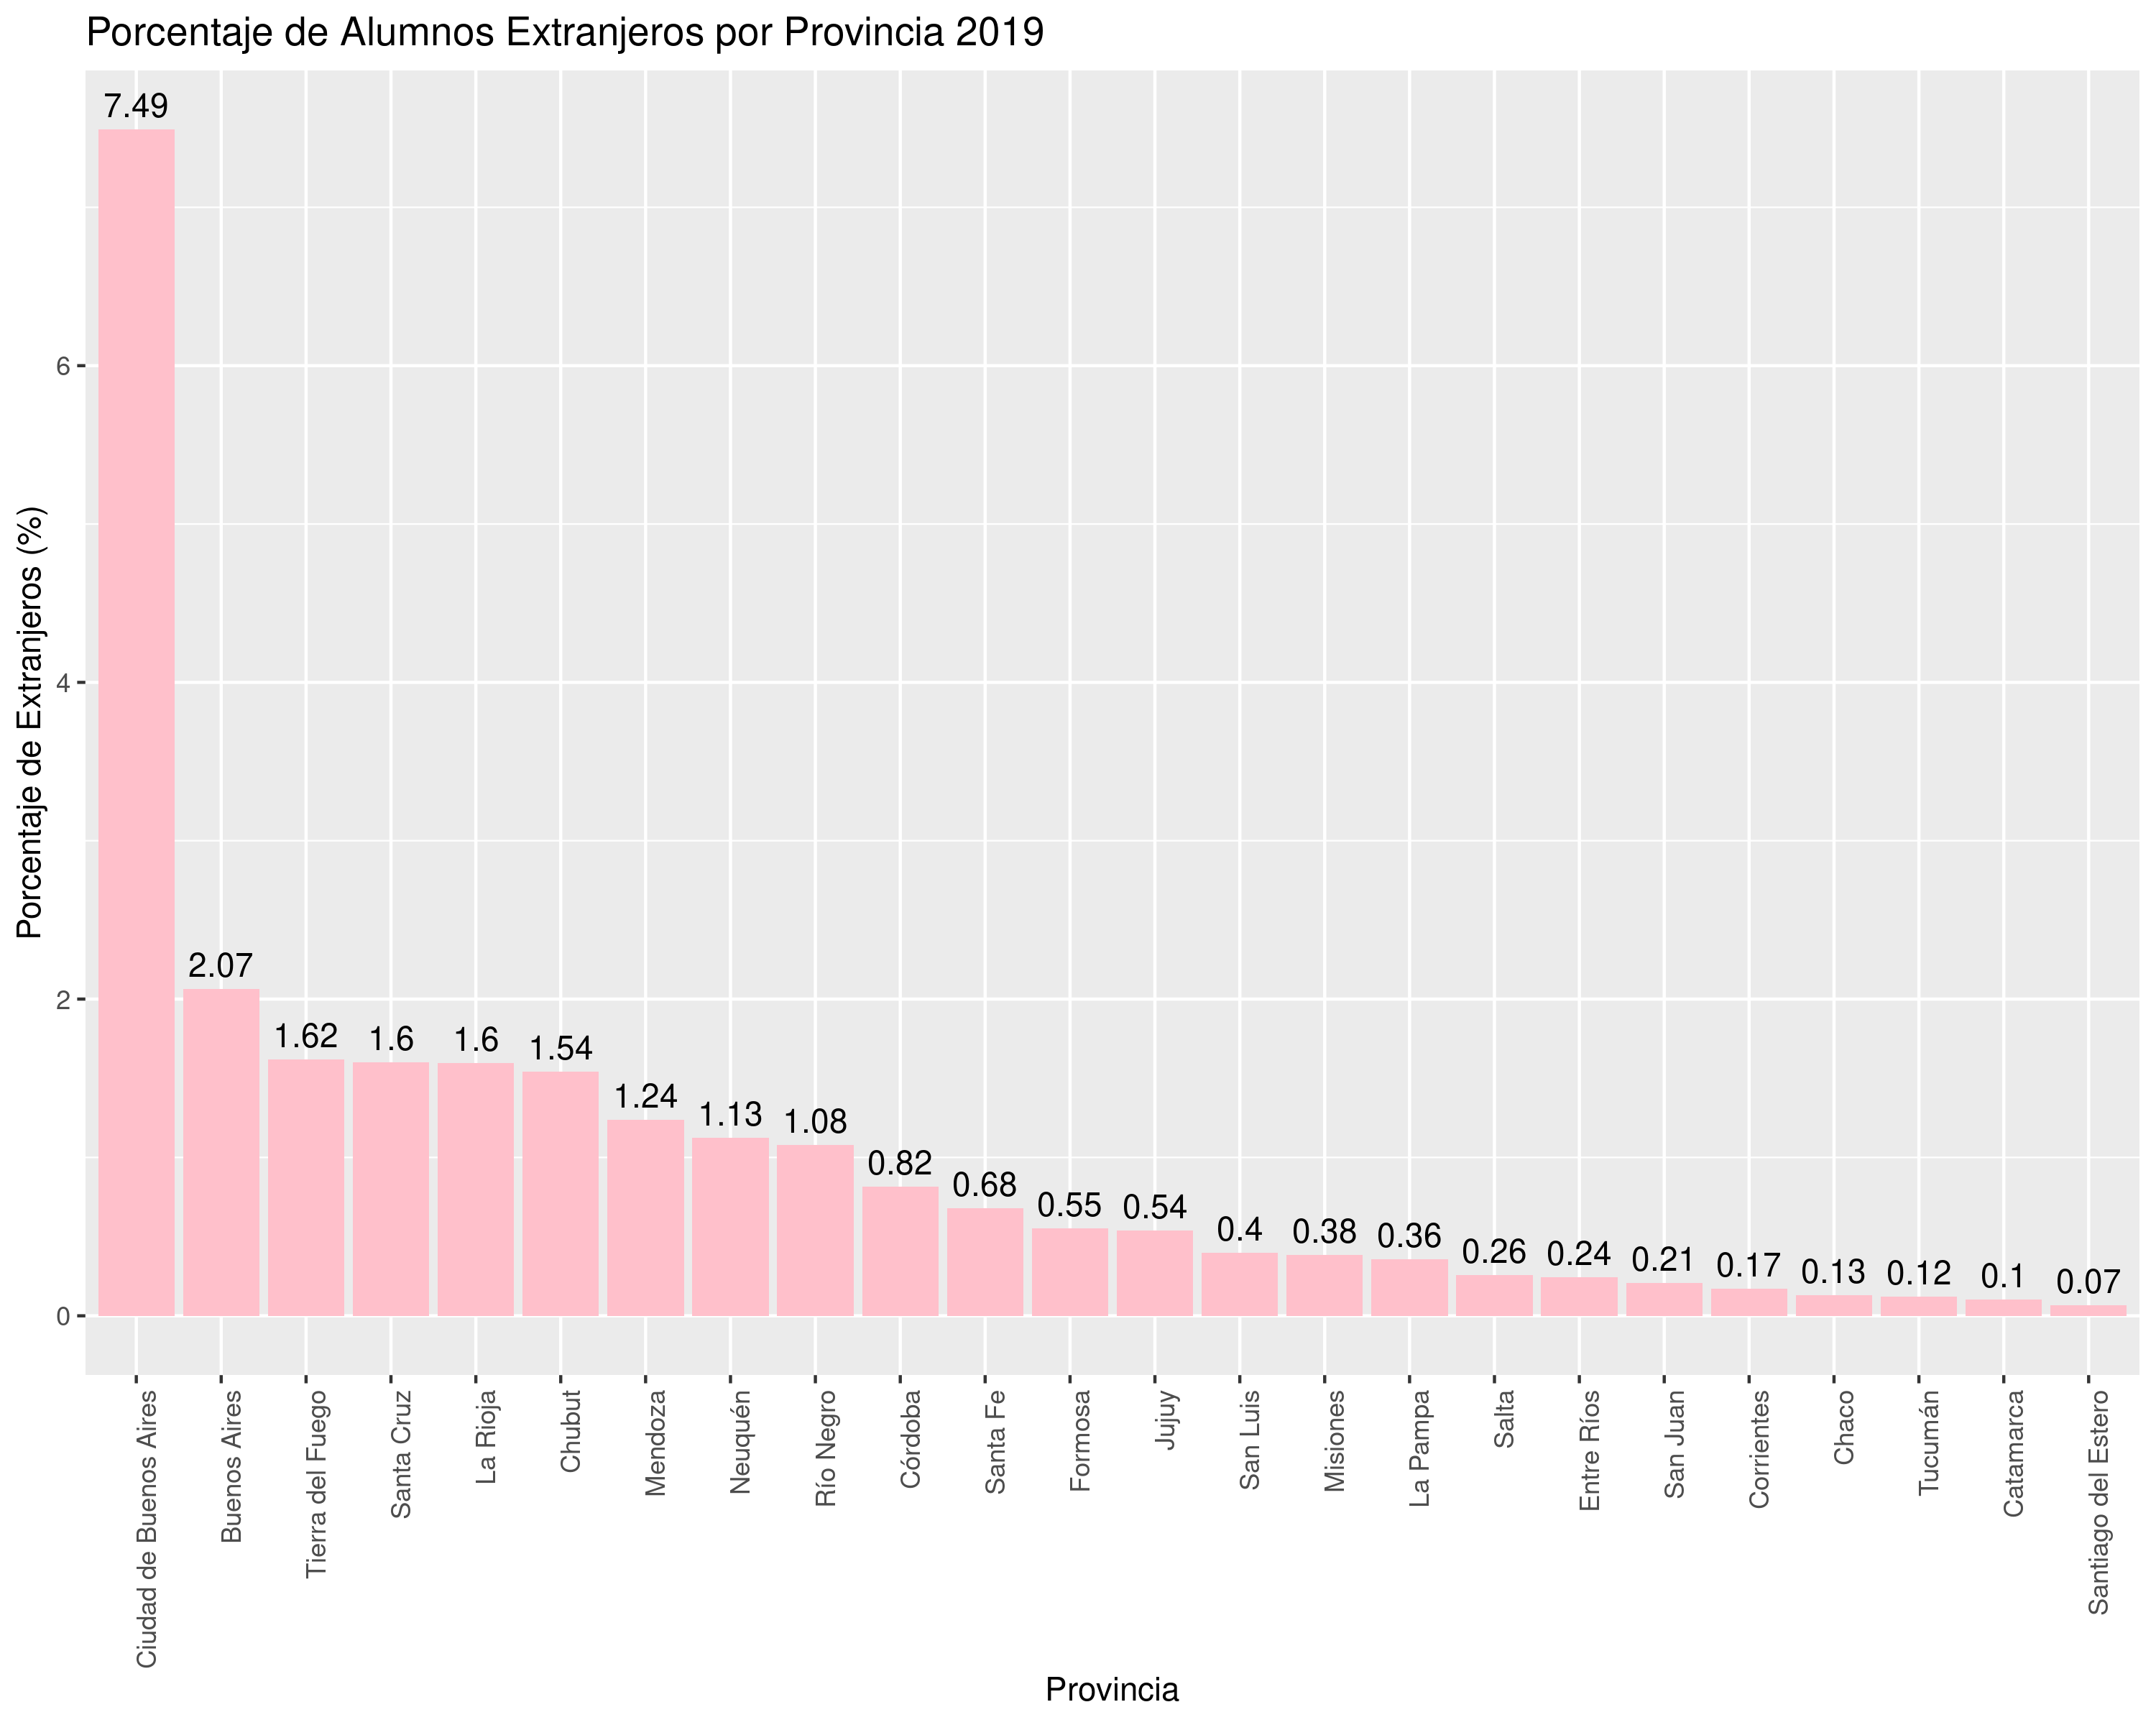 Porcentaje de Alumnos Extranjeros por Provincia 2019
Porcentaje de Extranjeros (%)
6
4
2
0
7.49
2.07
1.62
1.6
1.6
1.54
1.24
1.13
1.08
0.82
0.68
0.55
0.54
0.4
0.38
0.36
0.26
0.24
0.21
0.17
0.13
0.12
0.1
0.07
Ciudad de Buenos Aires
Buenos Aires
Tierra del Fuego
Santa Cruz
La Rioja
Chubut
Mendoza
Neuquén
Río Negro
Córdoba
Santa Fe
Formosa
Jujuy
San Luis
Misiones
La Pampa
Salta
Entre Ríos
San Juan
Corrientes
Chaco
Tucumán
Catamarca
Santiago del Estero
Provincia